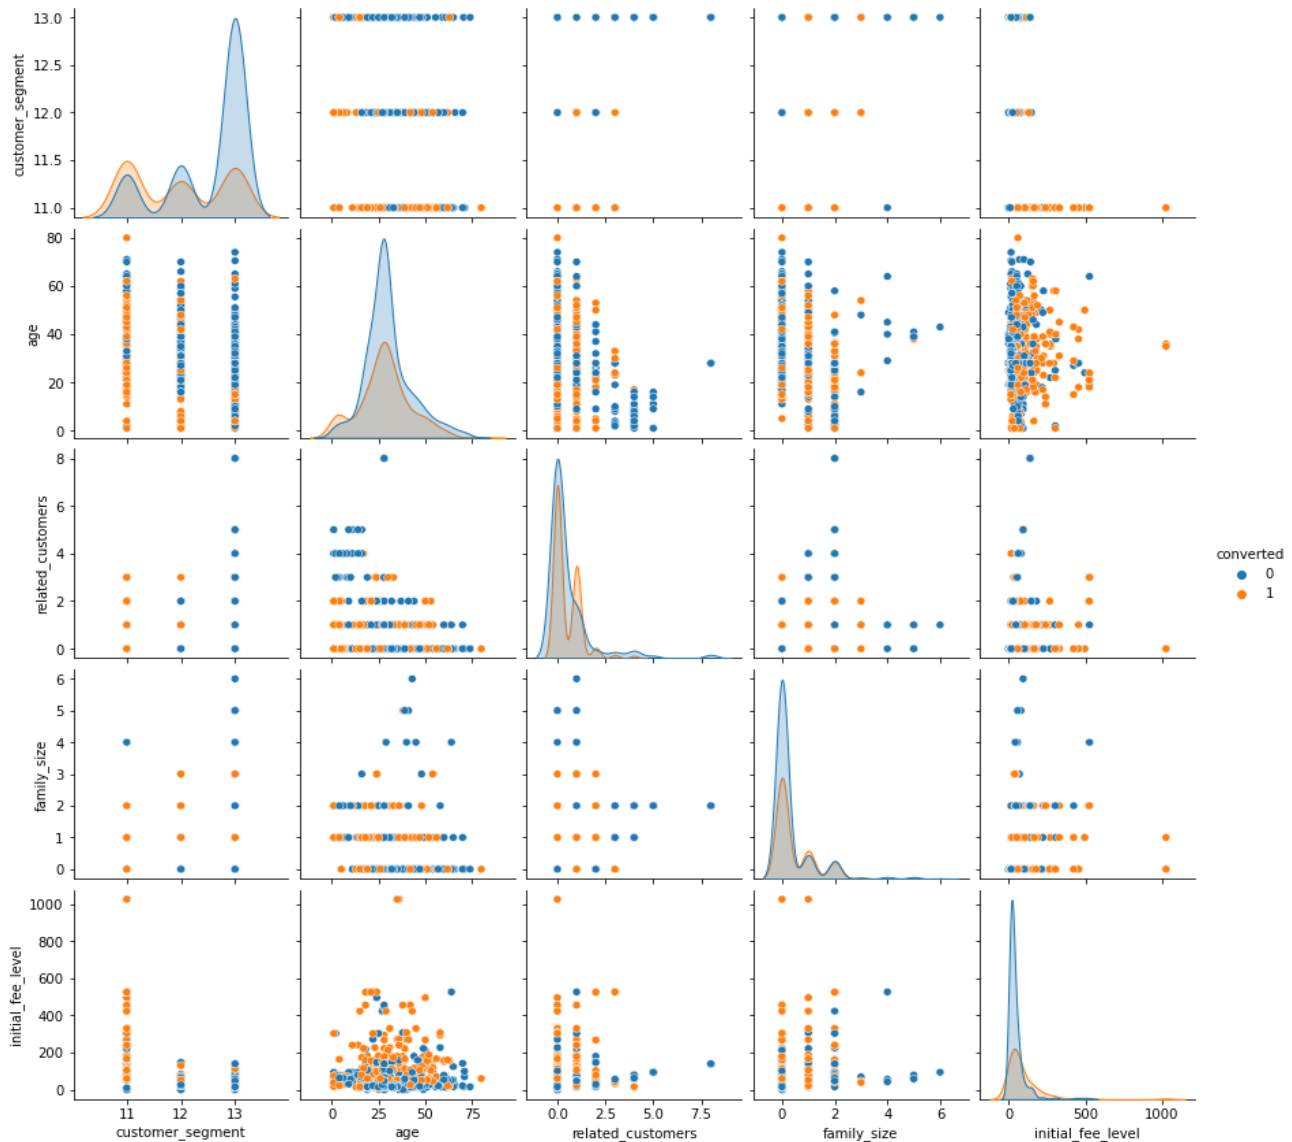 13.0
12.5
12.0
11.5
11.0
customer_segment
80
60
40
20
0
age
8
6
4
2
0
related_customers
converted
0
1
6
5
4
3
2
1
0
family_size
1000
800
600
400
200
0
initial_fee_level
11 12 13
customer_segment
0 25 50 75
age
0.0 2.5 5.0 7.5
related_customers
0 2 4 6
family_size
0 500 1000
initial_fee_level